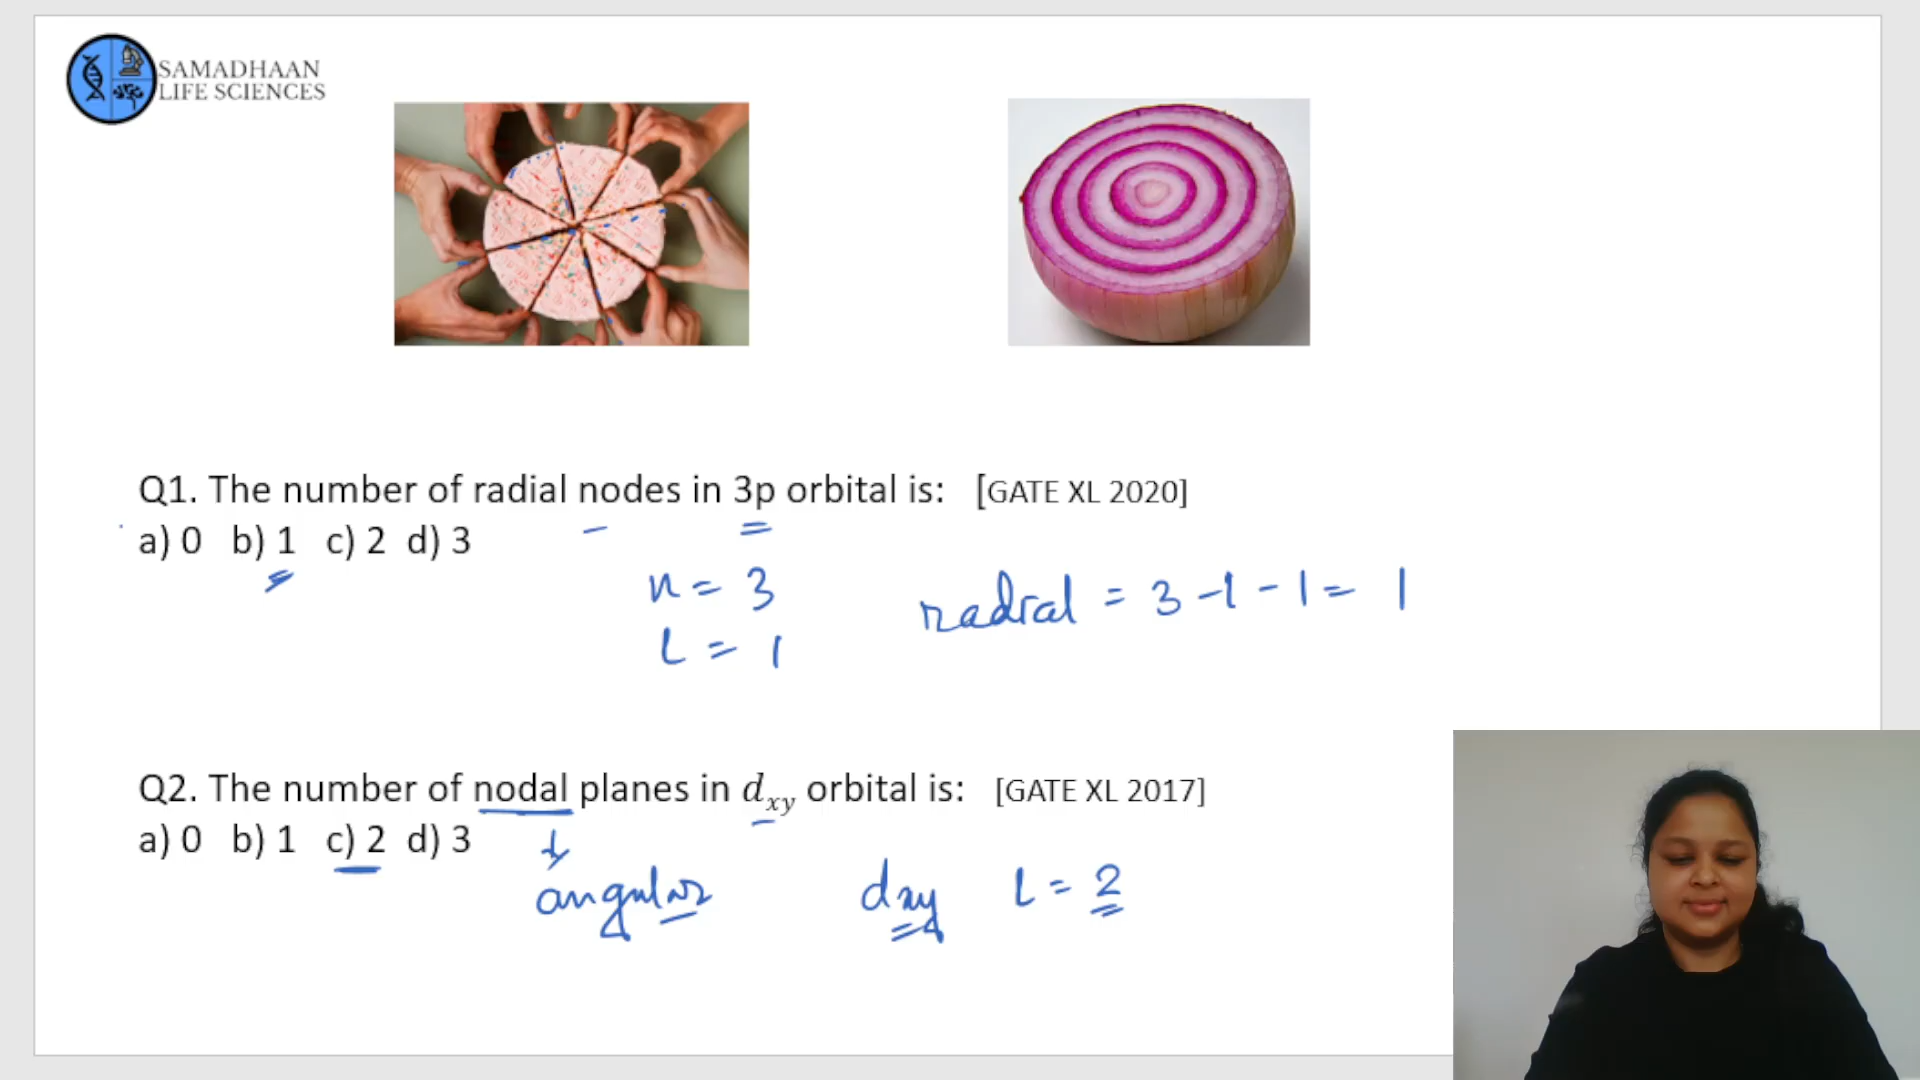 SAMADHAAN
LIFE SCIENCES
Q1. The number of radial nodes in 3p orbital is: [GATE XL 2020]
a) 0 b) 1 c) 2 d) 3
n = 3
L = 1
radial = 3 - 1 - 1 = 1
Q2. The number of nodal planes in dxy orbital is: [GATE XL 2017]
a) 0 b) 1 c) 2 d) 3
angular
dxy L = 2